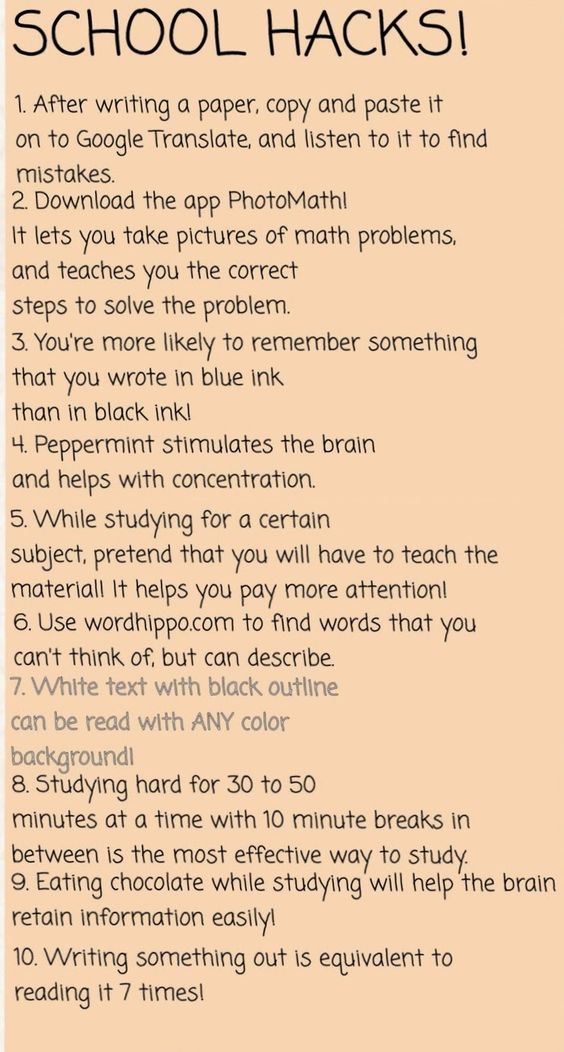 SCHOOL HACKS!
1. After writing a paper, copy and paste it
on to Google Translate, and listen to it to find
mistakes.
2. Download the app PhotoMath!
It lets you take pictures of math problems,
and teaches you the correct
steps to solve the problem.
3. You're more likely to remember something
that you wrote in blue ink
than in black ink!
4. Peppermint stimulates the brain
and helps with concentration.
5. While studying for a certain
subject, pretend that you will have to teach the
material! It helps you pay more attention!
6. Use wordhippo.com to find words that you
can't think of, but can describe.
7. White text with black outline
can be read with ANY color
background!
8. Studying hard for 30 to 50
minutes at a time with 10 minute breaks in
between is the most effective way to study.
9. Eating chocolate while studying will help the brain
retain information easily!
10. Writing something out is equivalent to
reading it 7 times!